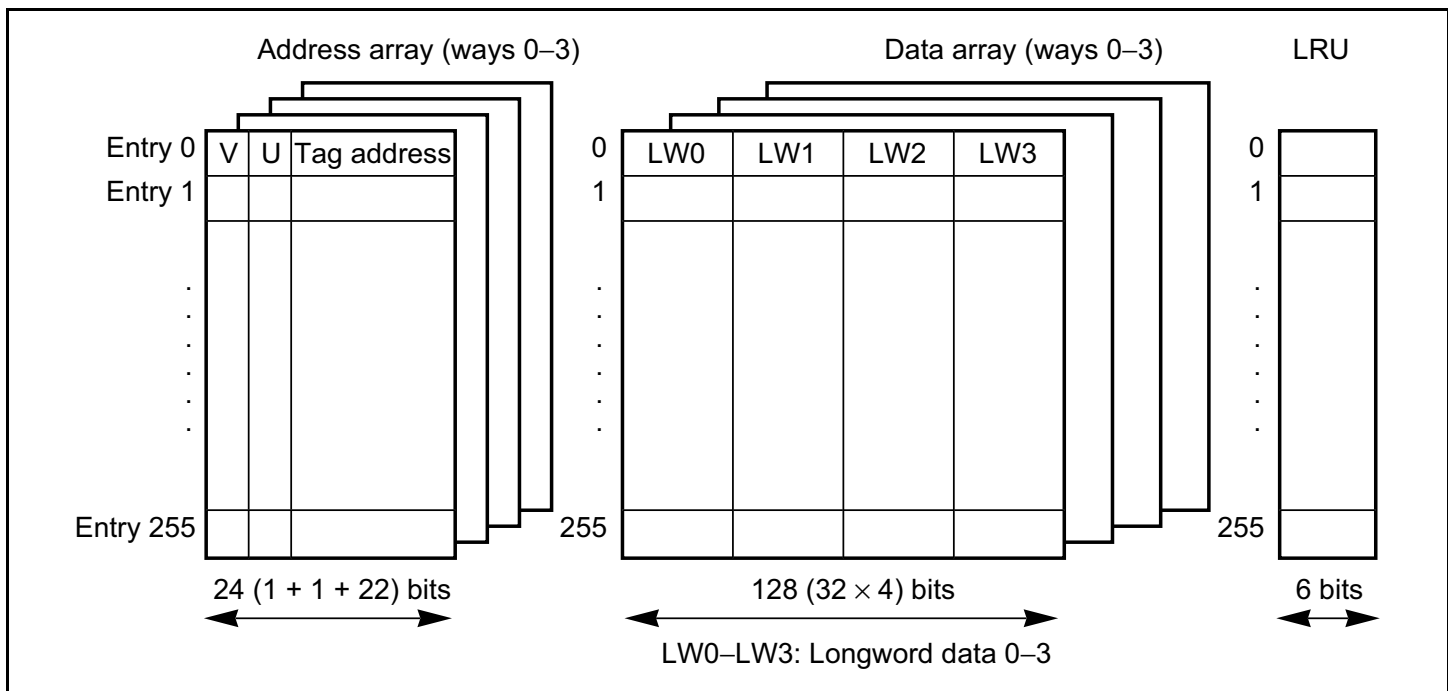 Address array (ways 0–3)
Data array (ways 0–3)
LRU
Entry 0
V
U
Tag address
0
LW0
LW1
LW2
LW3
0
Entry 1
1
1
Entry 255
255
255
24 (1 + 1 + 22) bits
128 (32 × 4) bits
6 bits
LW0–LW3: Longword data 0–3